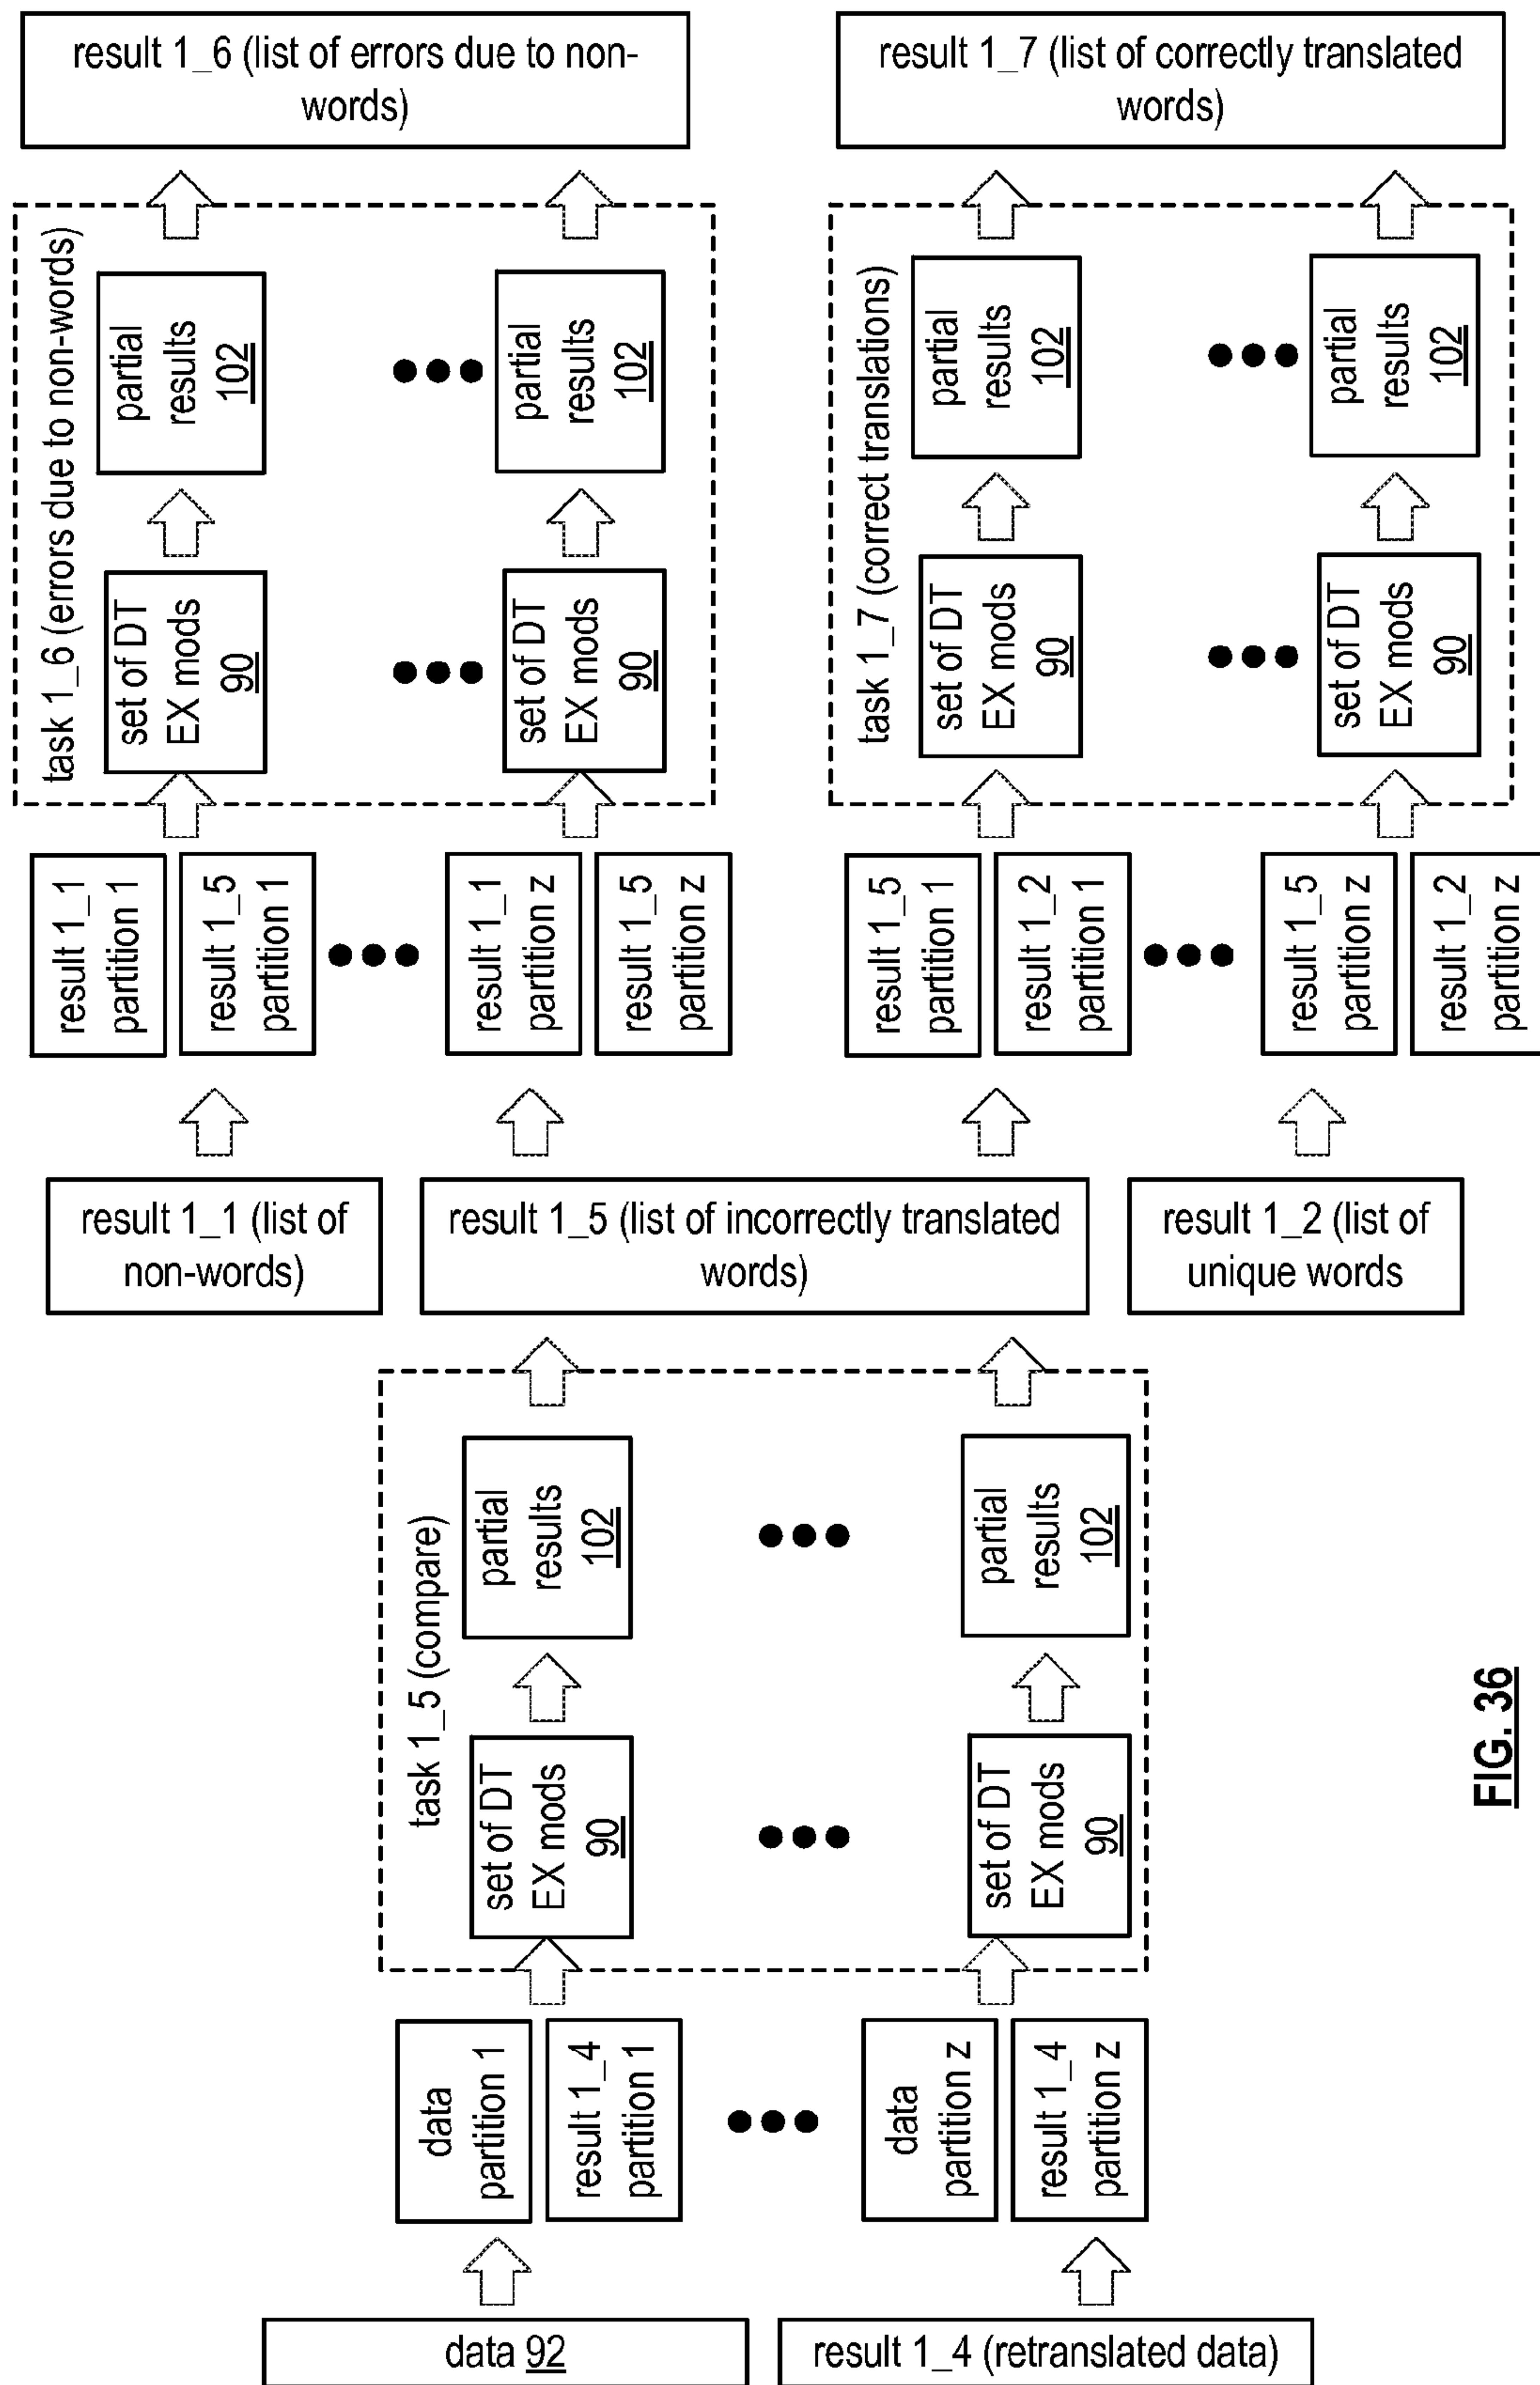 result 1_6 (list of errors due to non-
words)
result 1_7 (list of correctly translated
words)
task 1_6 (errors due to non-words)
partial
results
102
partial
results
102
set of DT
EX mods
90
set of DT
EX mods
90
task 1_7 (correct translations)
partial
results
102
partial
results
102
set of DT
EX mods
90
set of DT
EX mods
90
result 1_1
partition 1
result 1_5
partition 1
result 1_1
partition z
result 1_5
partition z
result 1_5
partition 1
result 1_2
partition 1
result 1_5
partition z
result 1_2
partition z
result 1_1 (list of
non-words)
result 1_5 (list of incorrectly translated
words)
result 1_2 (list of
unique words
task 1_5 (compare)
partial
results
102
partial
results
102
set of DT
EX mods
90
set of DT
EX mods
90
data
partition 1
result 1_4
partition 1
data
partition z
result 1_4
partition z
data 92
result 1_4 (retranslated data)
FIG. 36